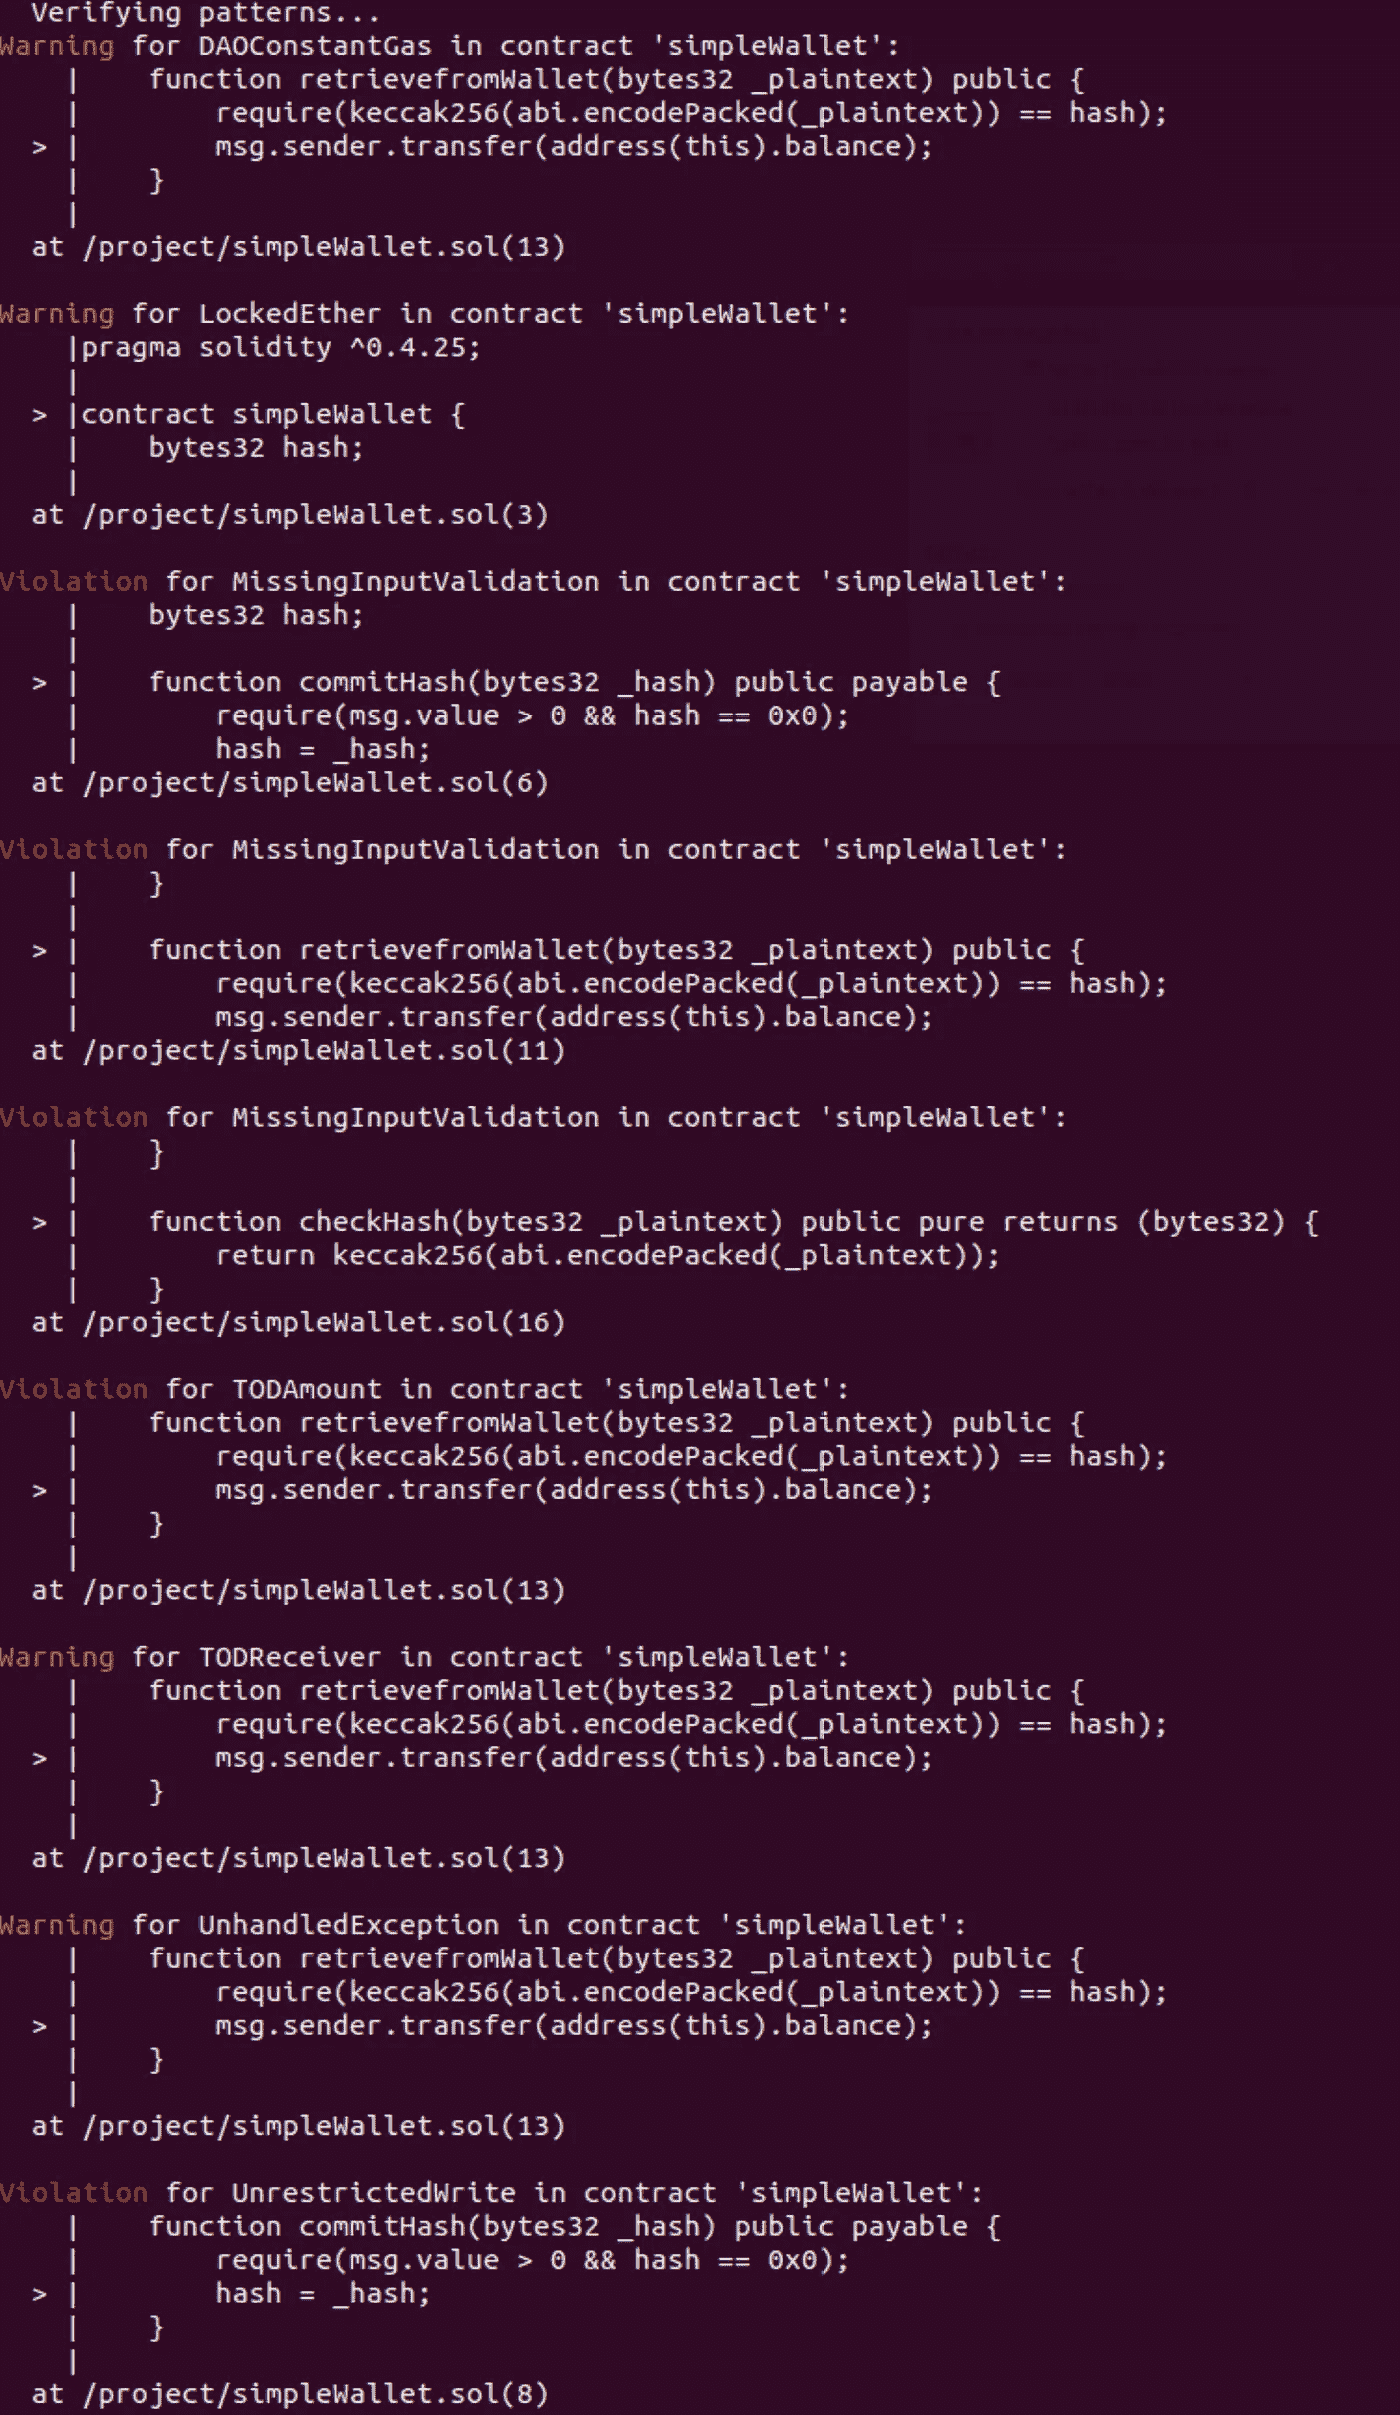 Verifying patterns...
Warning for DAOConstantGas in contract 'simpleWallet':
    |    function retrievefromWallet(bytes32 _plaintext) public {
    |        require(keccak256(abi.encodePacked(_plaintext)) == hash);
  > |        msg.sender.transfer(address(this).balance);
    |    }
    |
  at /project/simpleWallet.sol(13)

Warning for LockedEther in contract 'simpleWallet':
    |pragma solidity ^0.4.25;
    |
  > |contract simpleWallet {
    |    bytes32 hash;
    |
  at /project/simpleWallet.sol(3)

Violation for MissingInputValidation in contract 'simpleWallet':
    |    bytes32 hash;
    |
  > |    function commitHash(bytes32 _hash) public payable {
    |        require(msg.value > 0 && hash == 0x0);
    |        hash = _hash;
  at /project/simpleWallet.sol(6)

Violation for MissingInputValidation in contract 'simpleWallet':
    |    }
    |
  > |    function retrievefromWallet(bytes32 _plaintext) public {
    |        require(keccak256(abi.encodePacked(_plaintext)) == hash);
    |        msg.sender.transfer(address(this).balance);
  at /project/simpleWallet.sol(11)

Violation for MissingInputValidation in contract 'simpleWallet':
    |    }
    |
  > |    function checkHash(bytes32 _plaintext) public pure returns (bytes32) {
    |        return keccak256(abi.encodePacked(_plaintext));
    |    }
  at /project/simpleWallet.sol(16)

Violation for TODAmount in contract 'simpleWallet':
    |    function retrievefromWallet(bytes32 _plaintext) public {
    |        require(keccak256(abi.encodePacked(_plaintext)) == hash);
  > |        msg.sender.transfer(address(this).balance);
    |    }
    |
  at /project/simpleWallet.sol(13)

Warning for TODReceiver in contract 'simpleWallet':
    |    function retrievefromWallet(bytes32 _plaintext) public {
    |        require(keccak256(abi.encodePacked(_plaintext)) == hash);
  > |        msg.sender.transfer(address(this).balance);
    |    }
    |
  at /project/simpleWallet.sol(13)

Warning for UnhandledException in contract 'simpleWallet':
    |    function retrievefromWallet(bytes32 _plaintext) public {
    |        require(keccak256(abi.encodePacked(_plaintext)) == hash);
  > |        msg.sender.transfer(address(this).balance);
    |    }
    |
  at /project/simpleWallet.sol(13)

Violation for UnrestrictedWrite in contract 'simpleWallet':
    |    function commitHash(bytes32 _hash) public payable {
    |        require(msg.value > 0 && hash == 0x0);
  > |        hash = _hash;
    |    }
    |
  at /project/simpleWallet.sol(8)